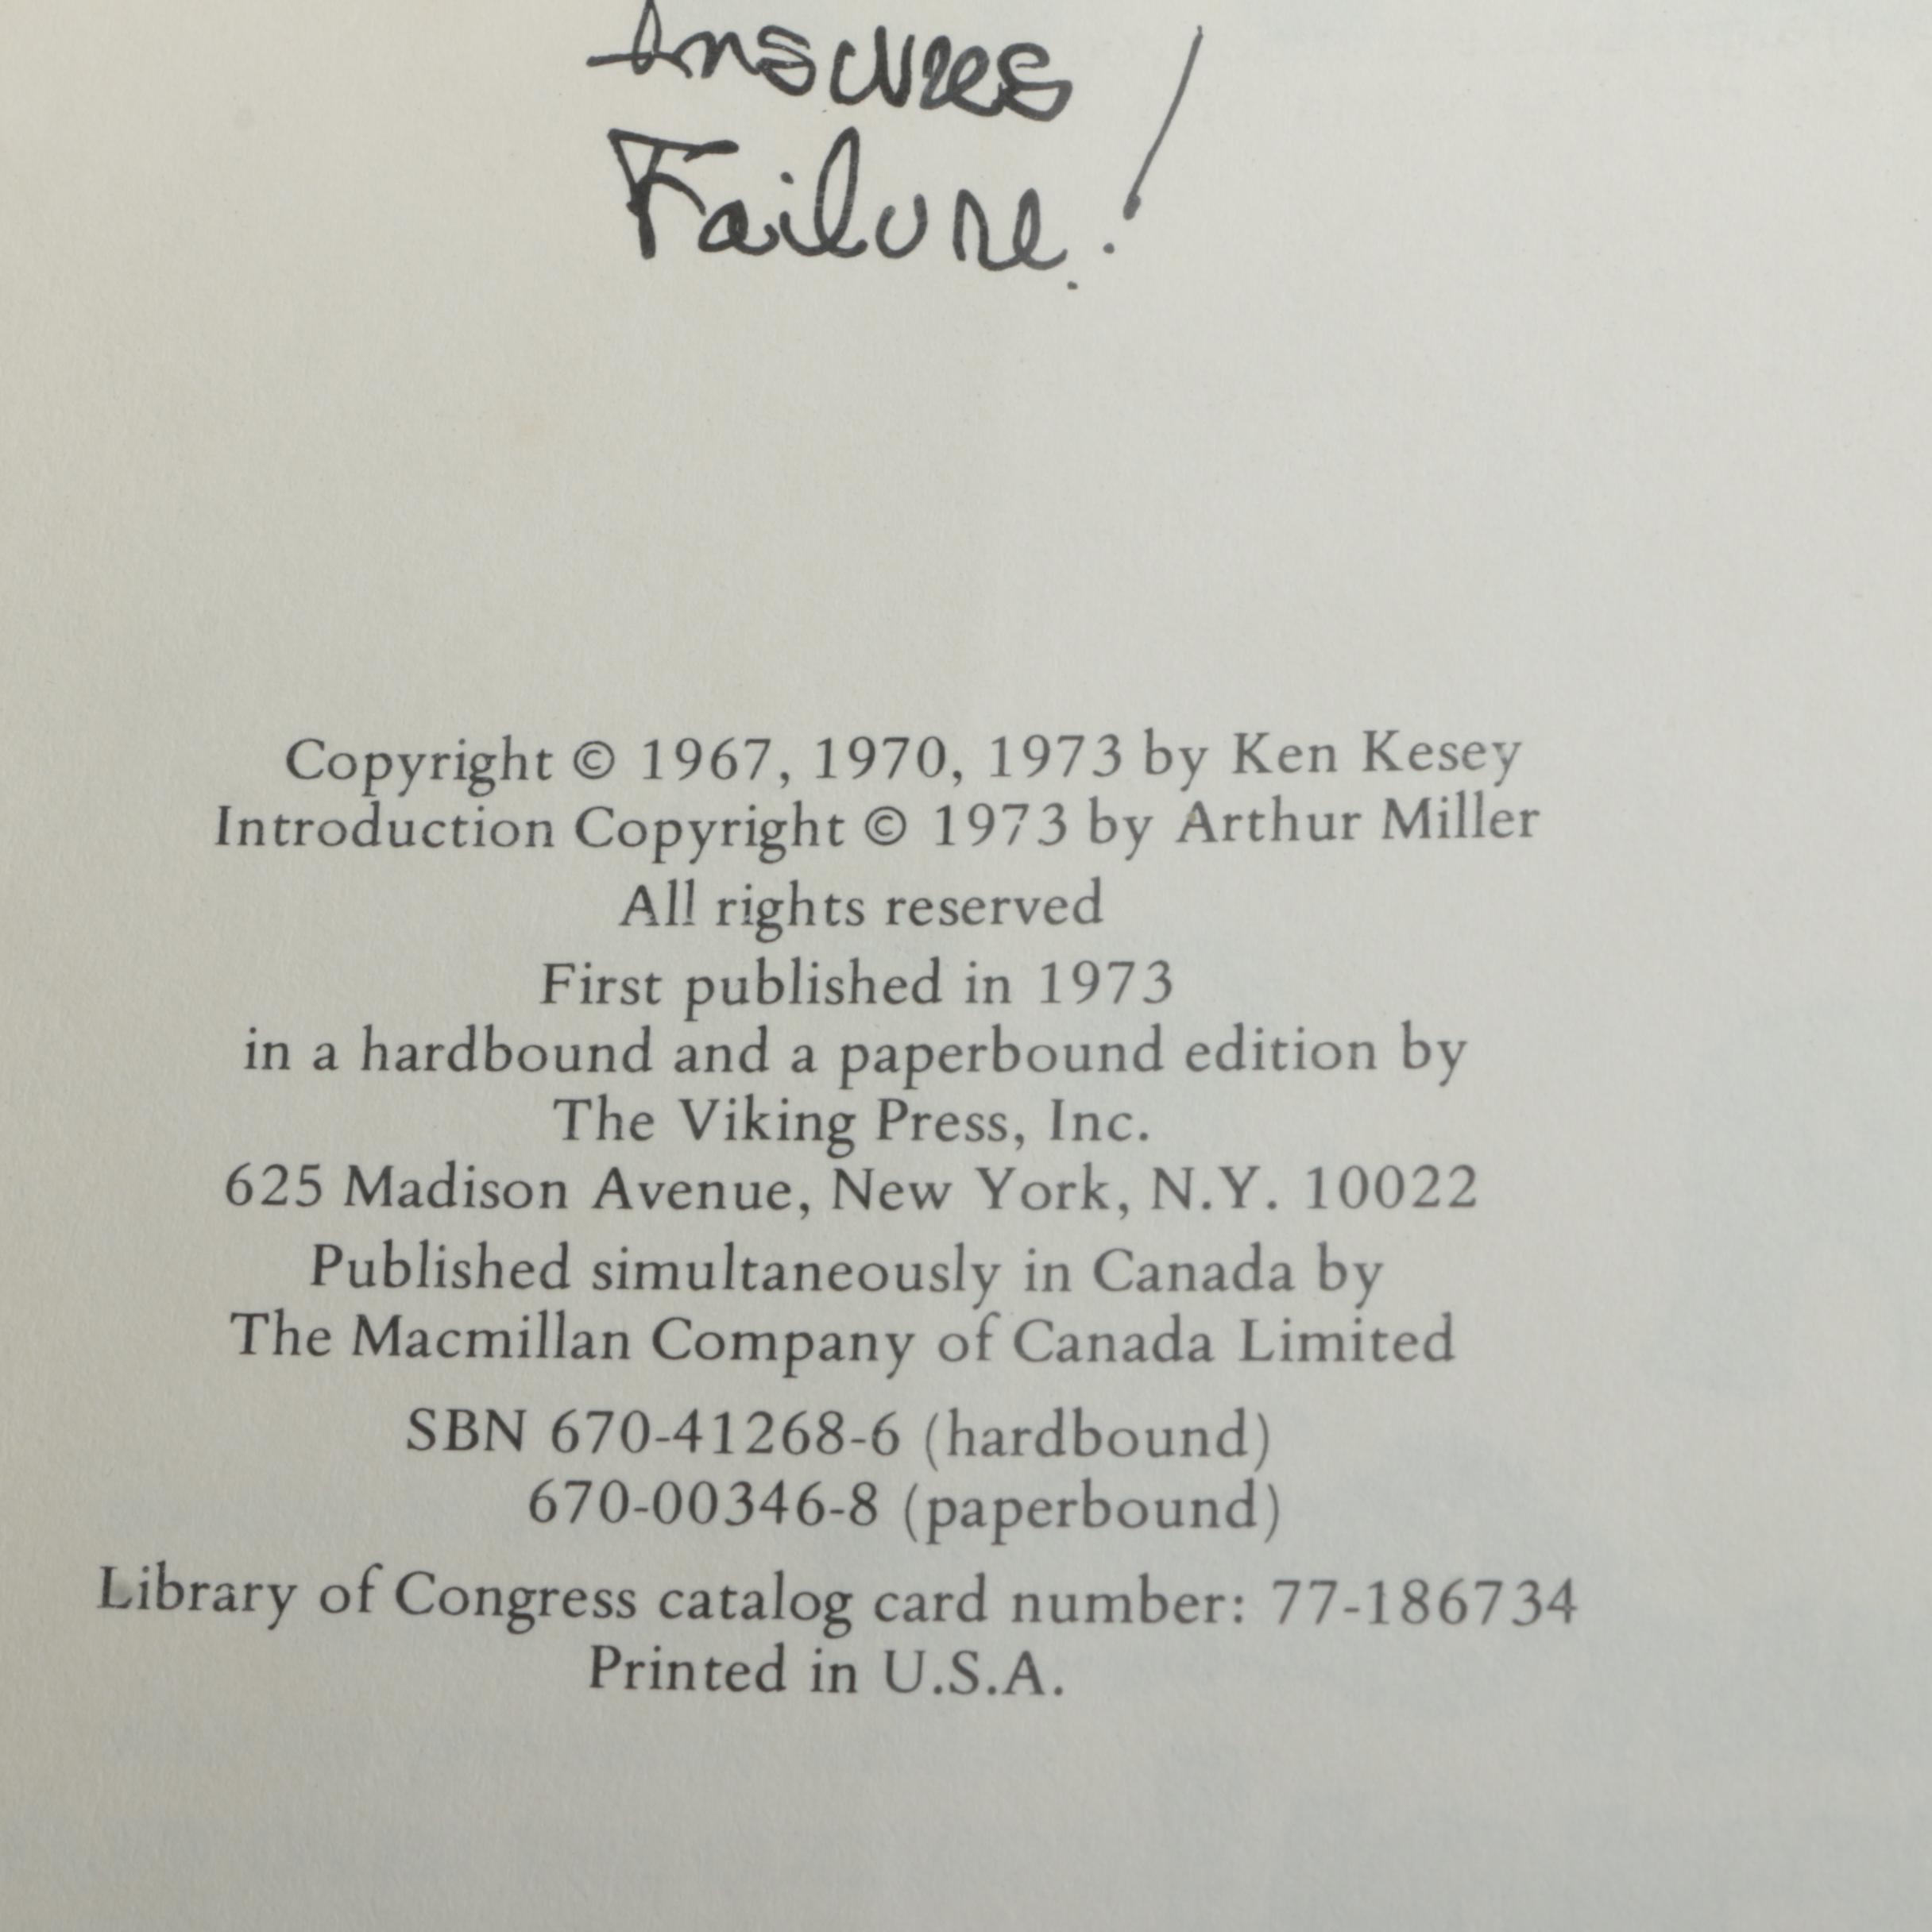 Insures
Failure!
Copyright © 1967, 1970, 1973 by Ken Kesey
Introduction Copyright © 1973 by Arthur Miller
All rights reserved
First published in 1973
in a hardbound and a paperbound edition by
The Viking Press, Inc.
625 Madison Avenue, New York, N.Y. 10022
Published simultaneously in Canada by
The Macmillan Company of Canada Limited
SBN 670-41268-6 (hardbound)
670-00346-8 (paperbound)
Library of Congress catalog card number: 77-186734
Printed in U.S.A.